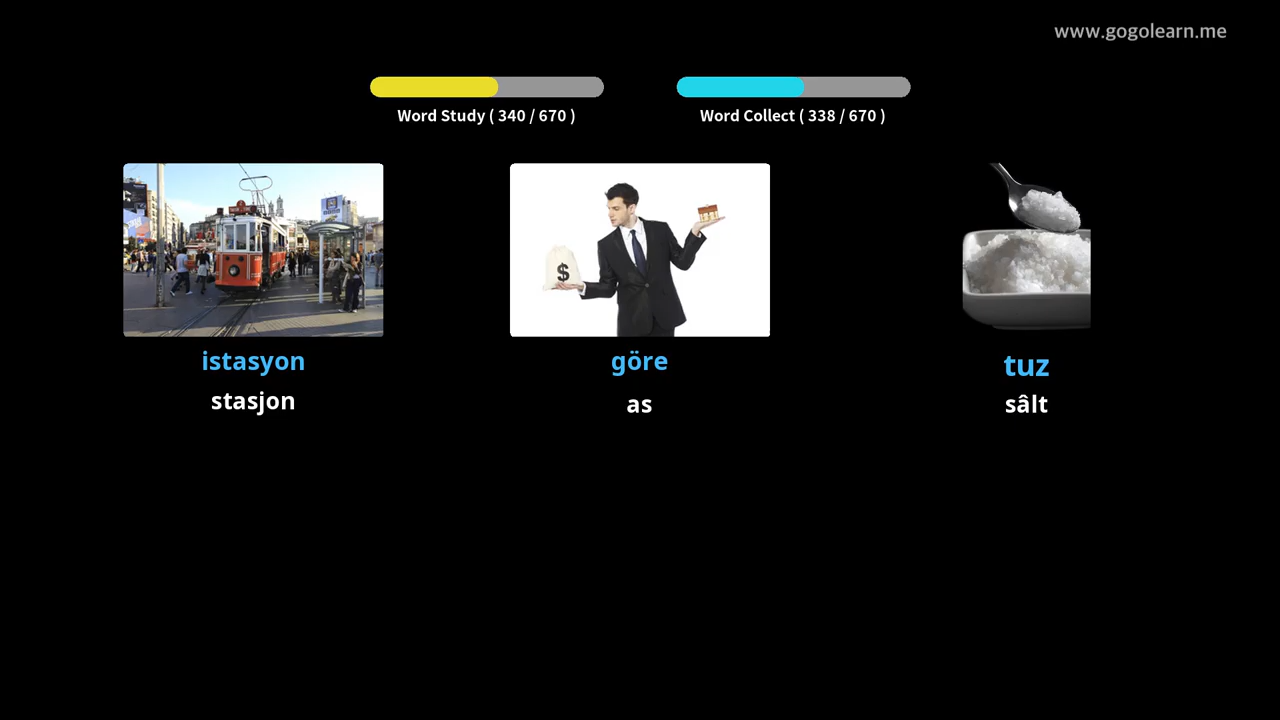 www.gogolearn.me
Word Study ( 340 / 670 )
Word Collect ( 338 / 670 )
istasyon
göre
tuz
stasjon
as
sâlt
$